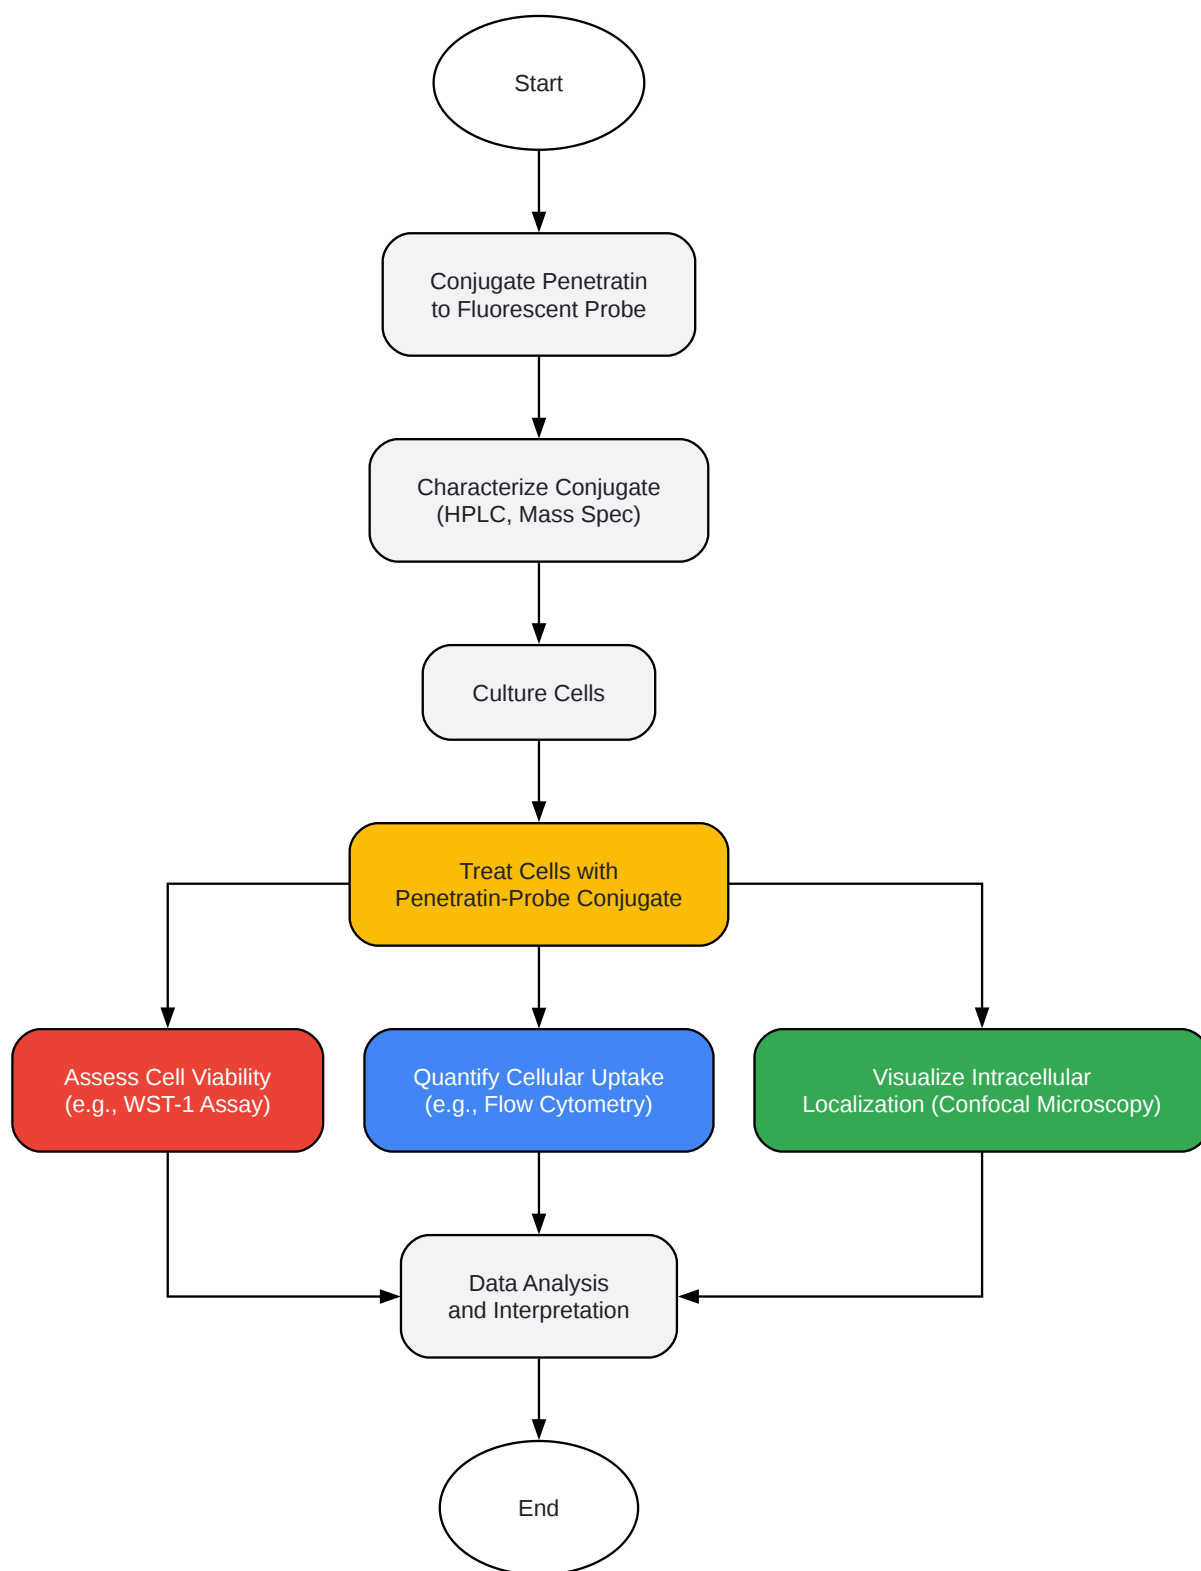 Start
Conjugate Penetratin
to Fluorescent Probe
Characterize Conjugate
(HPLC, Mass Spec)
Culture Cells
Treat Cells with
Penetratin-Probe Conjugate
Assess Cell Viability
(e.g., WST-1 Assay)
Quantify Cellular Uptake
(e.g., Flow Cytometry)
Visualize Intracellular
Localization (Confocal Microscopy)
Data Analysis
and Interpretation
End